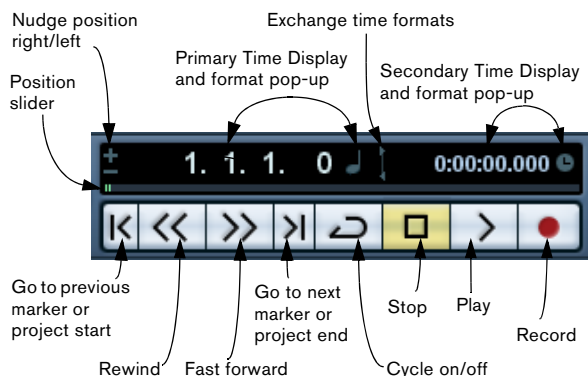 Nudge position
right/left
Exchange time formats
Primary Time Display
and format pop-up
Secondary Time Display
and format pop-up
Position
slider
1. 1. 1. 0
0:00:00.000
Go to previous
marker or
project start
Go to next
marker or
project end
Stop
Play
Record
Rewind
Fast forward
Cycle on/off